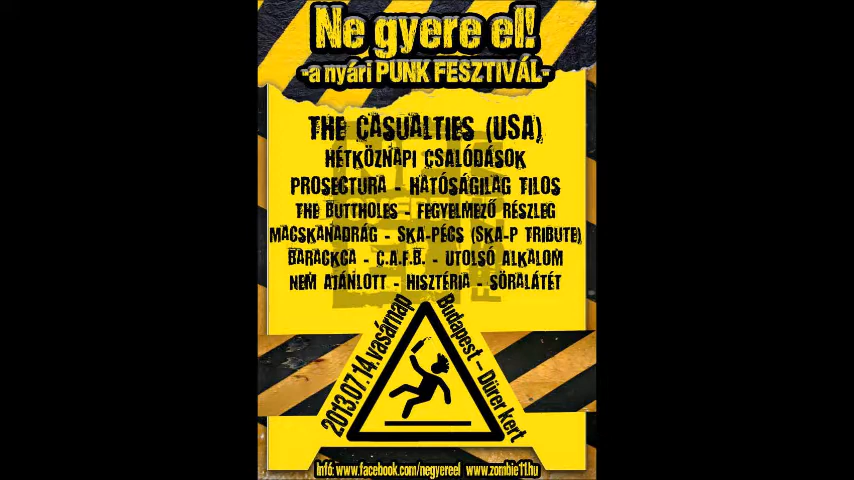 Ne gyere el!
-a nyári PUNK FESZTIVÁL-
THE CASUALTIES (USA)
HÉTKÖZNAPI CSALÓDÁSOK
PROSECTURA - HATÓSÁGILAG TILOS
THE BUTTHOLES - FEGYELMEZŐ RÉSZLEG
MACSKANADRÁG - SKA-PÉCS (SKA-P TRIBUTE)
BARACKCA - C.A.F.B. - UTOLSÓ ALKALOM
NEM AJÁNLOTT - HISZTÉRIA - SÖRALÁTÉT
2013.07.14.vasárnap
Budapest - Dürer kert
Infó: www.facebook.com/negyereel www.zombie11.hu